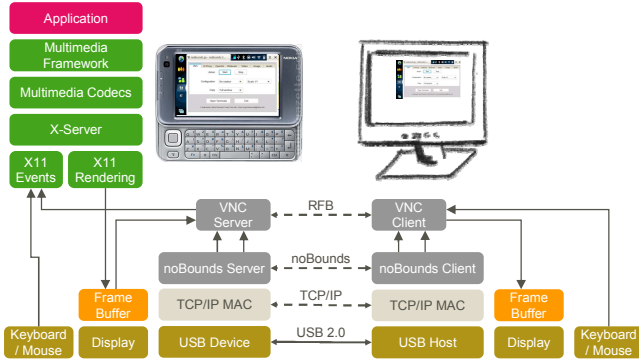 Application
Multimedia
Framework
Multimedia Codecs
X-Server
X11
Events
X11
Rendering
NOKIA
VNC
Server
RFB
VNC
Client
noBounds Server
noBounds
noBounds Client
Frame
Buffer
TCP/IP MAC
TCP/IP
TCP/IP MAC
Frame
Buffer
Keyboard
/ Mouse
Display
USB Device
USB 2.0
USB Host
Display
Keyboard
/ Mouse